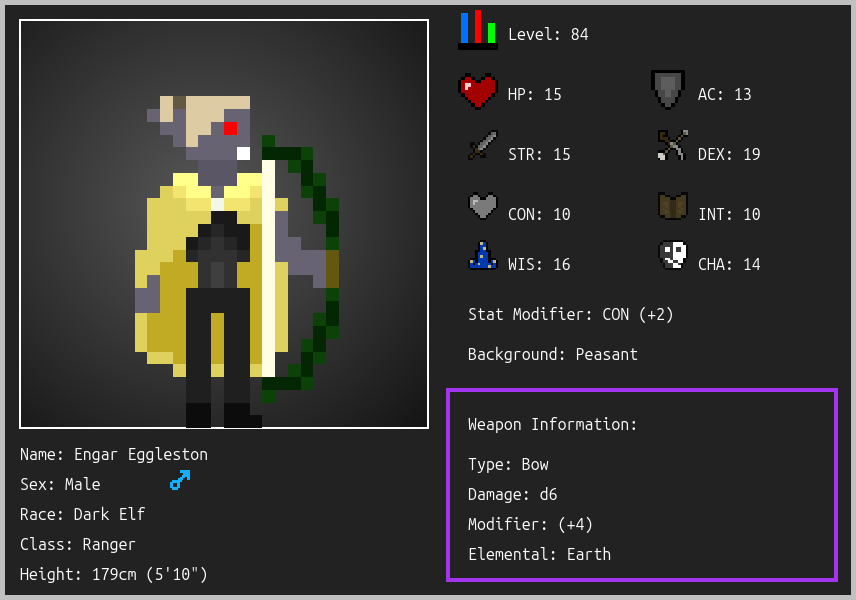 Level: 84
HP: 15
AC: 13
STR: 15
DEX: 19
CON: 10
INT: 10
WIS: 16
CHA: 14
Stat Modifier: CON (+2)
Background: Peasant
Weapon Information:
Type: Bow
Damage: d6
Modifier: (+4)
Elemental: Earth
Name: Engar Eggleston
Sex: Male
Race: Dark Elf
Class: Ranger
Height: 179cm (5'10")